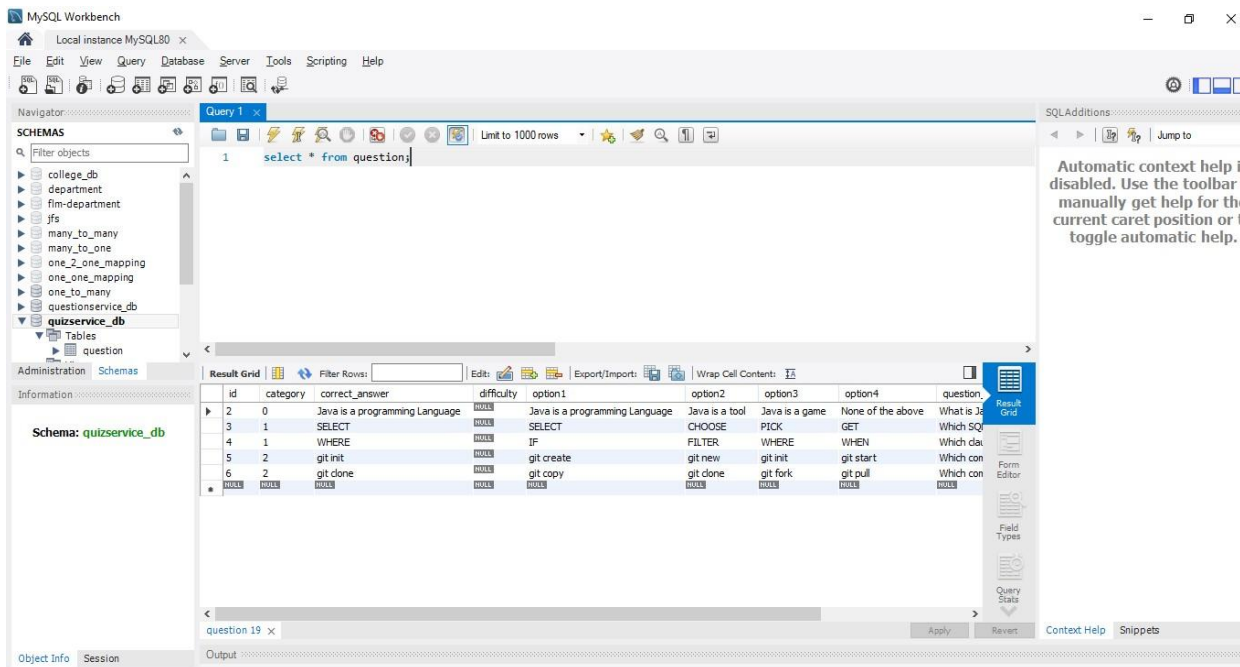 MySQL Workbench
Local instance MySQL80 ×
File Edit View Query Database Server Tools Scripting Help
Navigator
SCHEMAS
Filter objects
college_db
department
flm-department
jfs
many_to_many
many_to_one
one_2_one_mapping
one_one_mapping
one_to_many
questionservice_db
quizservice_db
Tables
question
Administration Schemas
Information
Schema: quizservice_db
Object Info Session
Query 1 ×
Limit to 1000 rows
1 select * from question;
Result Grid Filter Rows: Edit: Export/Import: Wrap Cell Content:
id category correct_answer difficulty option1 option2 option3 option4 question_
2 0 Java is a programming Language NULL Java is a programming Language Java is a tool Java is a game None of the above What is Ja
3 1 SELECT NULL SELECT CHOOSE PICK GET Which SQL
4 1 WHERE NULL IF FILTER WHERE WHEN Which clau
5 2 git init NULL git create git new git init git start Which con
6 2 git clone NULL git copy git clone git fork git pull Which con
NULL NULL NULL NULL NULL NULL NULL NULL NULL
Result
Grid
Form
Editor
Field
Types
Query
Stats
question 19 ×
Apply Revert
Output
SQLAdditions
Jump to
Automatic context help i
disabled. Use the toolbar
manually get help for the
current caret position or t
toggle automatic help.
Context Help Snippets